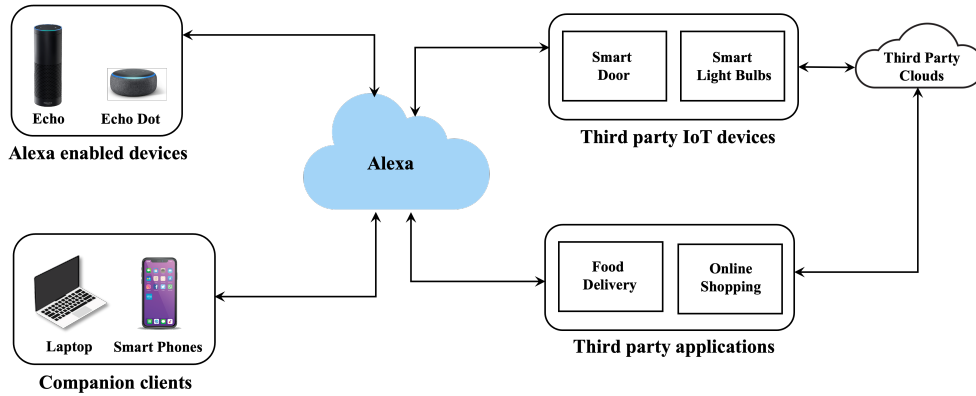 Echo
Echo Dot
Alexa enabled devices
Alexa
Smart
Door
Smart
Light Bulbs
Third party IoT devices
Third Party
Clouds
Laptop
Smart Phones
Companion clients
Food
Delivery
Online
Shopping
Third party applications